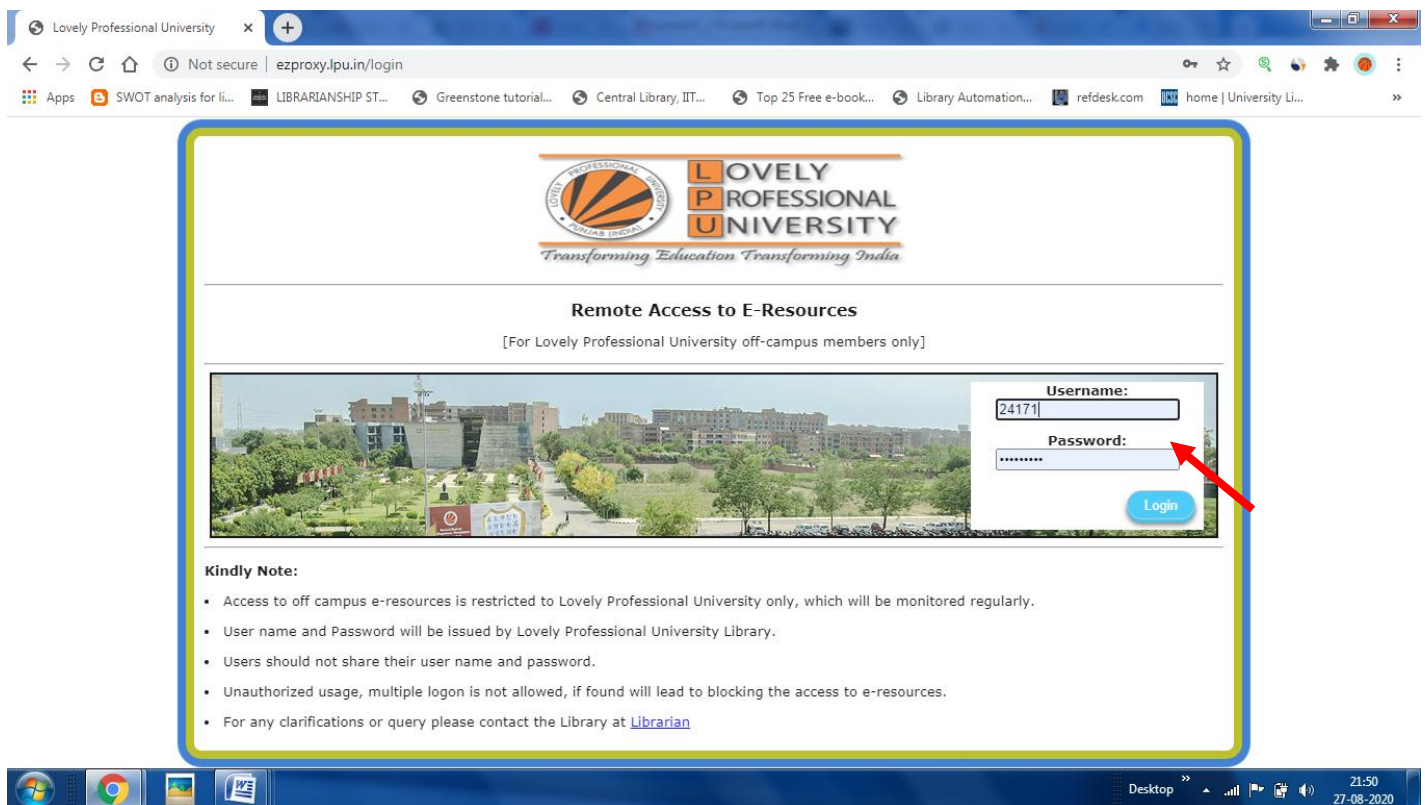 Lovely Professional University
Not secure | ezproxy.lpu.in/login
Apps SWOT analysis for li... LIBRARIANSHIP ST... Greenstone tutorial... Central Library, IIT... Top 25 Free e-book... Library Automation... refdesk.com home | University Li... »
LOVELY
PROFESSIONAL
UNIVERSITY
LOVELY PROFESSIONAL UNIVERSITY
PUNJAB (INDIA)
Transforming Education Transforming India
Remote Access to E-Resources
[For Lovely Professional University off-campus members only]
Username:
24171
Password:
•••••••••
Login
Kindly Note:
• Access to off campus e-resources is restricted to Lovely Professional University only, which will be monitored regularly.
• User name and Password will be issued by Lovely Professional University Library.
• Users should not share their user name and password.
• Unauthorized usage, multiple logon is not allowed, if found will lead to blocking the access to e-resources.
• For any clarifications or query please contact the Library at Librarian
Desktop » 21:50
27-08-2020